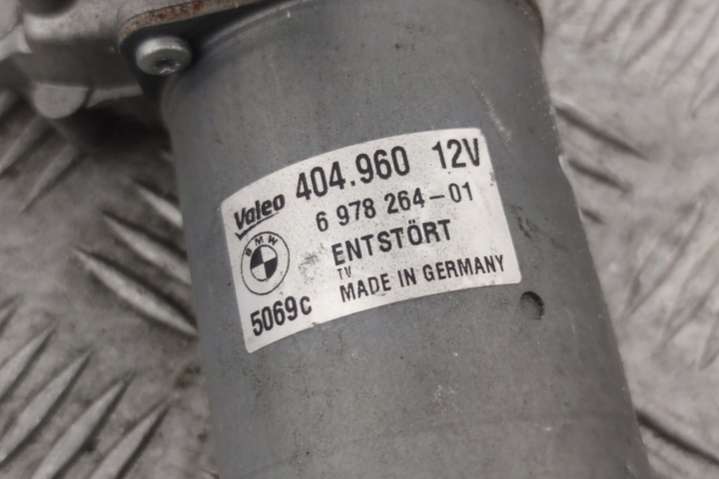 Valeo 404.960 12V
6 978 264-01
BMW
ENTSTÖRT
TV
5069c MADE IN GERMANY